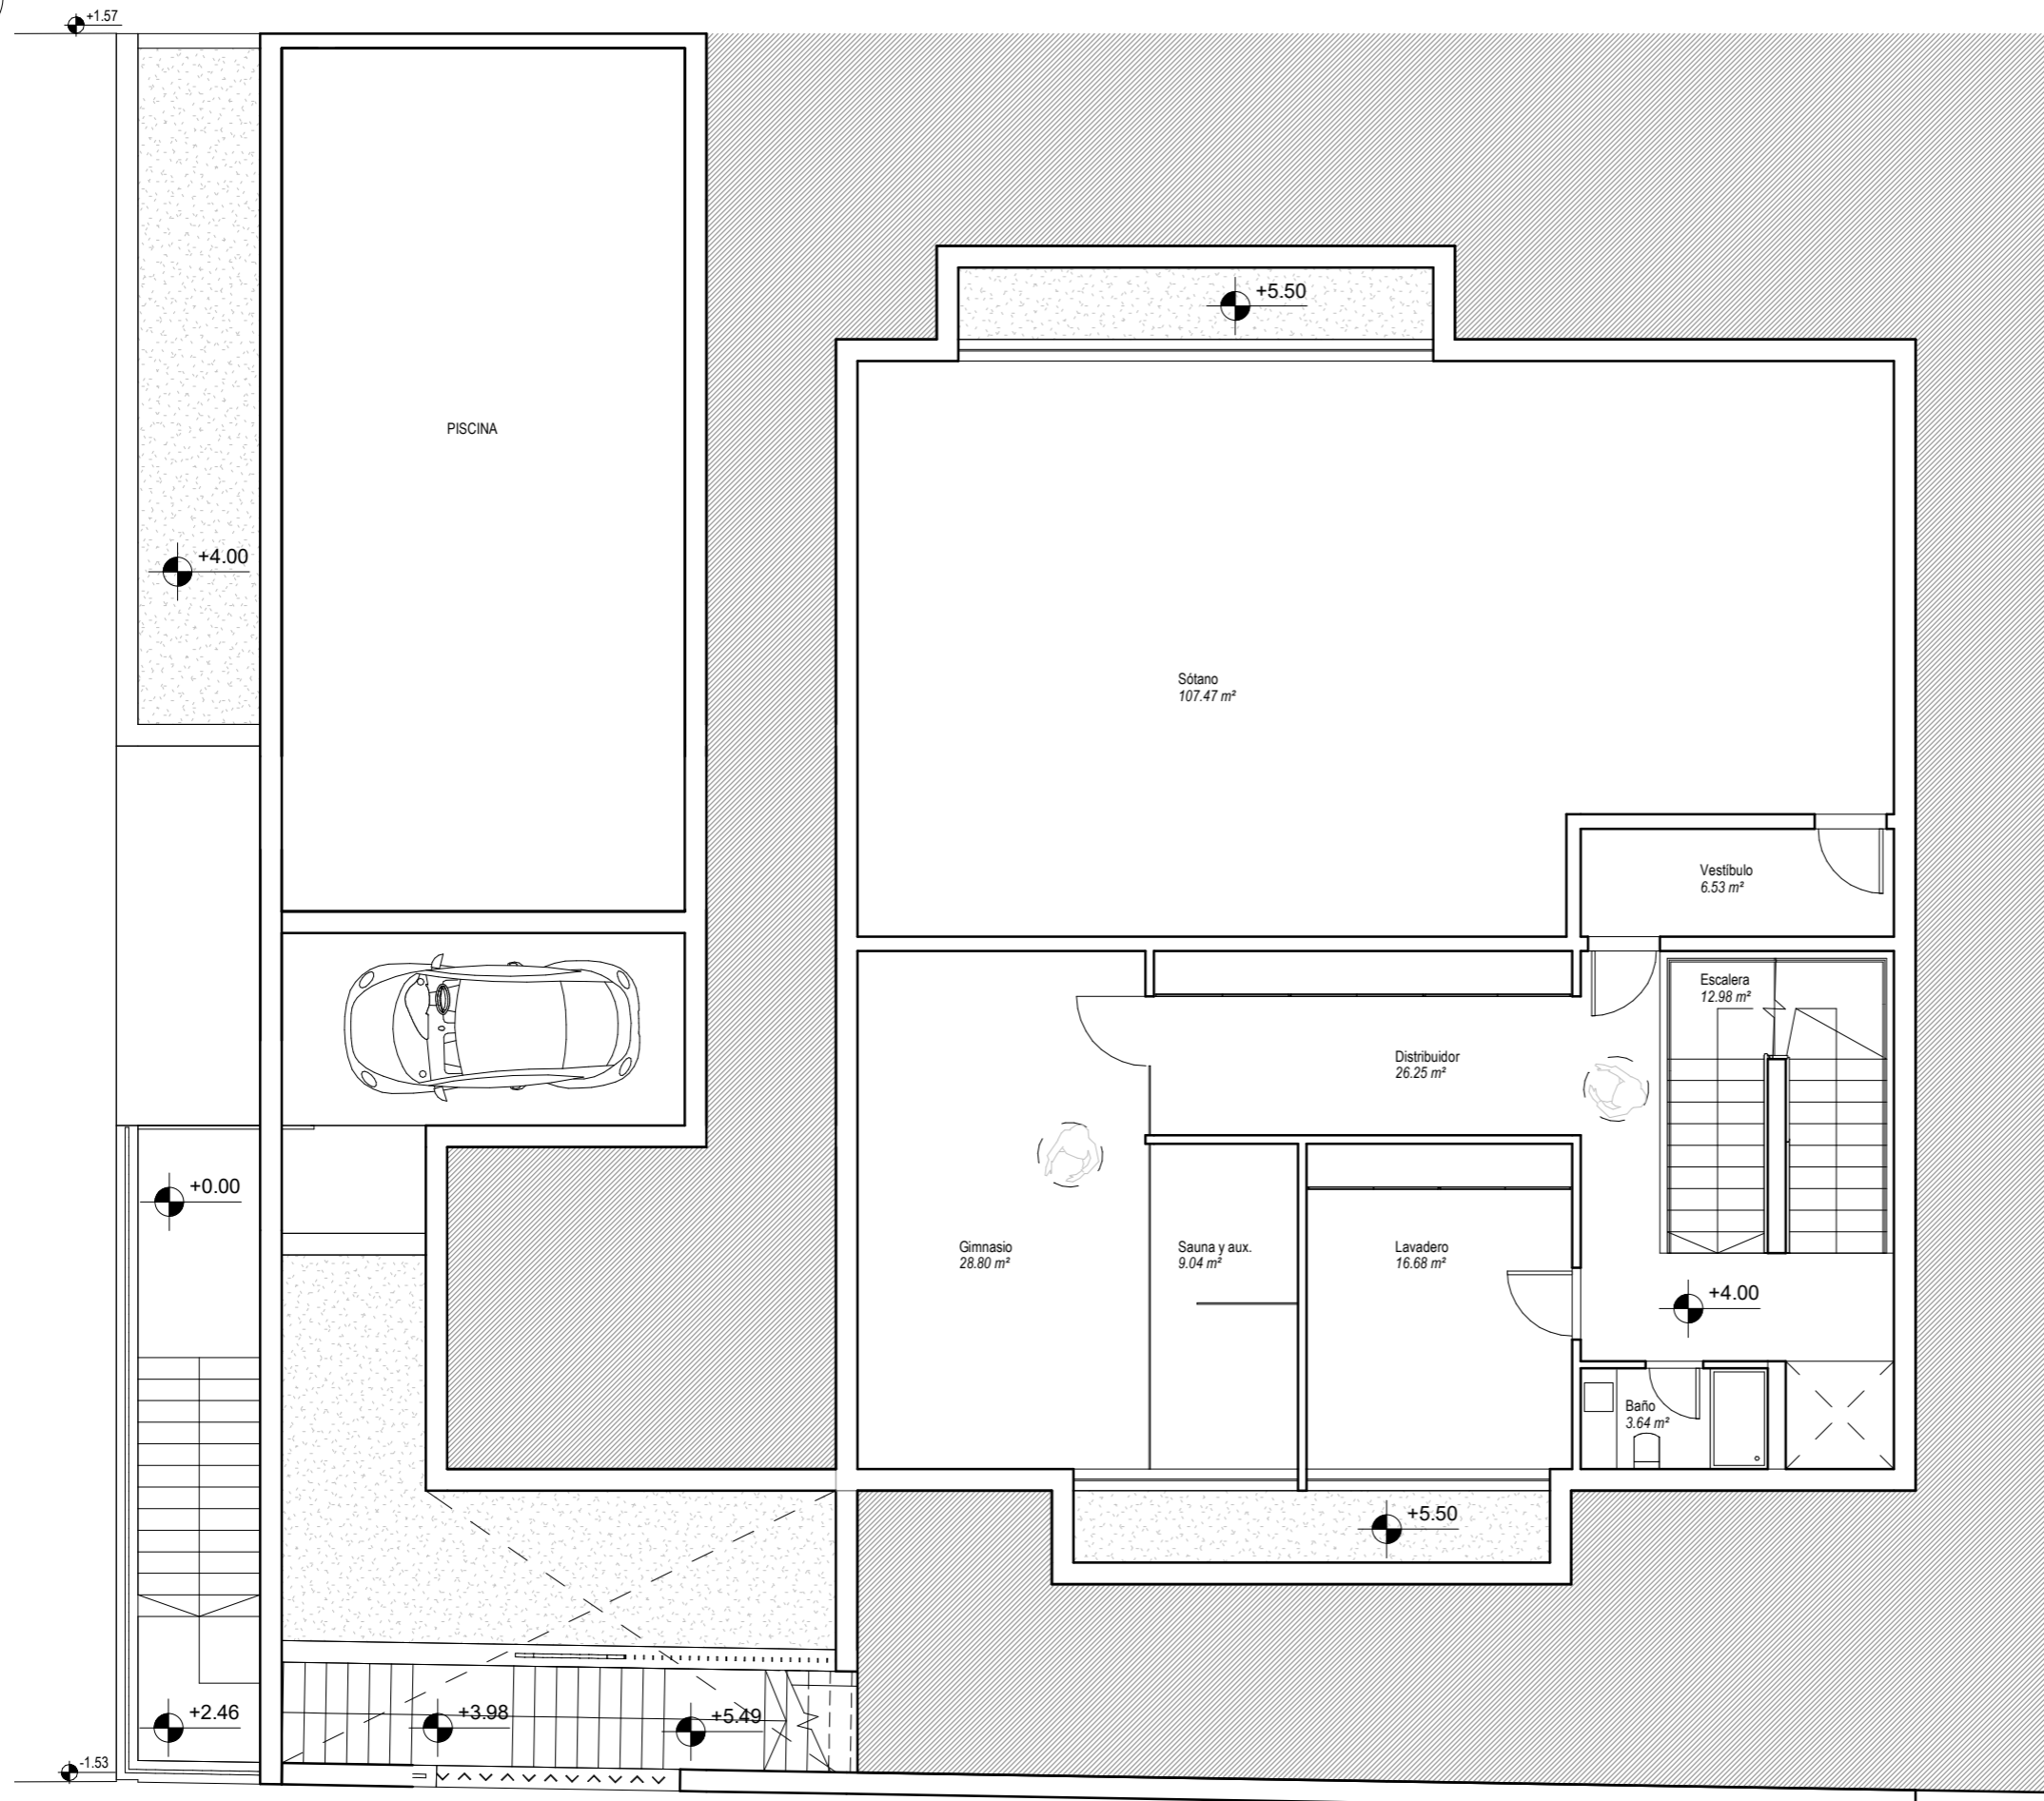 +1.57
+5.50
PISCINA
+4.00
Sótano
107.47 m²
Vestíbulo
6.53 m²
Escalera
12.98 m²
Distribuidor
26.25 m²
+0.00
Gimnasio
28.80 m²
Sauna y aux.
9.04 m²
Lavadero
16.68 m²
+4.00
Baño
3.64 m²
+5.50
+2.46
+3.98
+5.49
-1.53